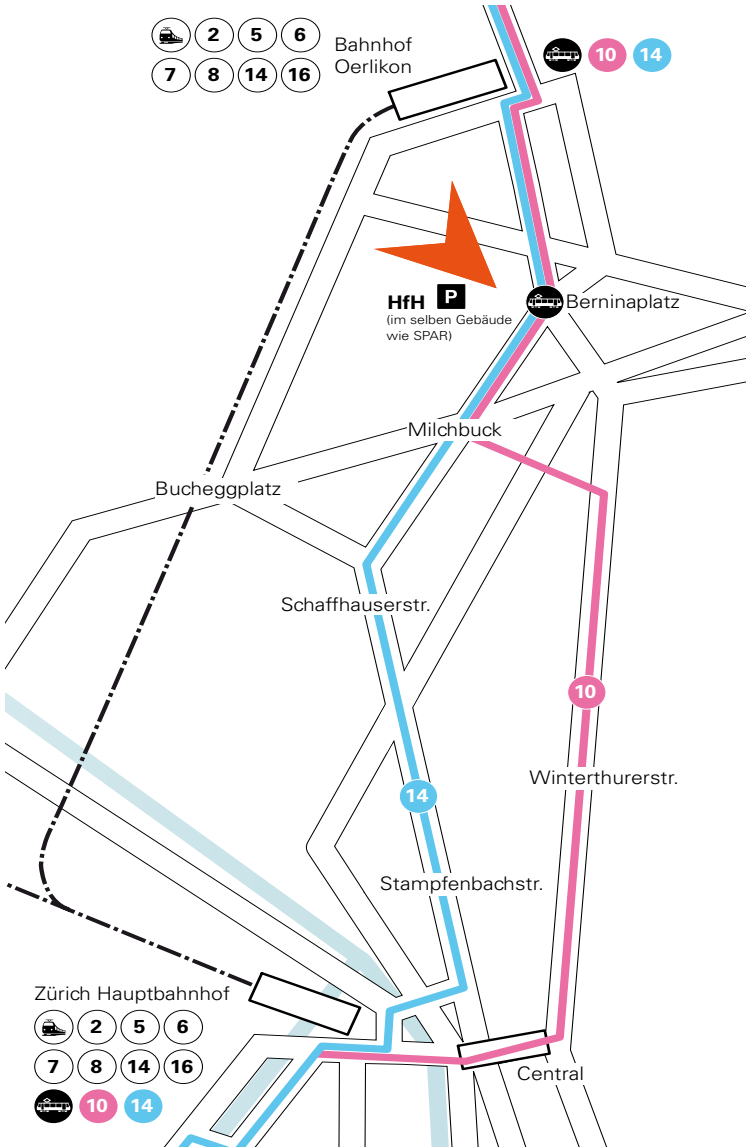 2 5 6
7 8 14 16
Bahnhof
Oerlikon
10 14
HfH P
(im selben Gebäude
wie SPAR)
Berninaplatz
Milchbuck
Bucheggplatz
Schaffhauserstr.
10
Winterthurerstr.
14
Stampfenbachstr.
Zürich Hauptbahnhof
2 5 6
7 8 14 16
10 14
Central